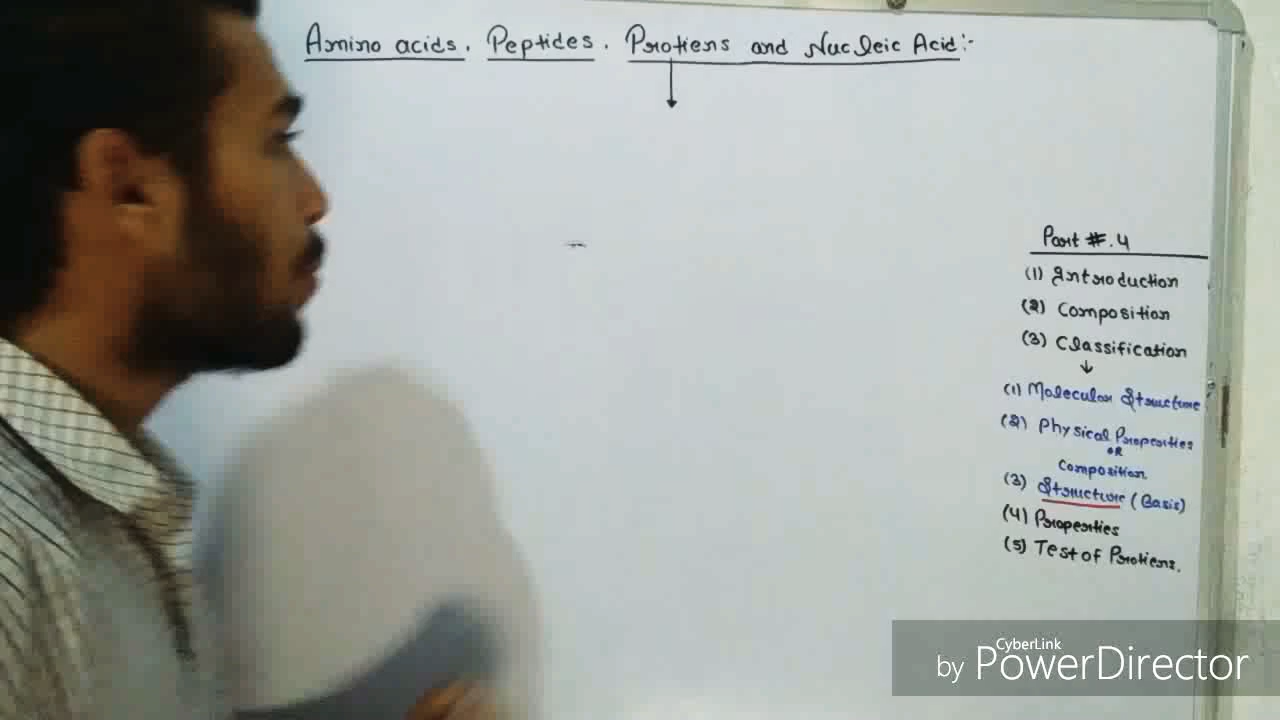 Amino acids, Peptides, Protiens and Nucleic Acid:-
Part #.4
(1) Introduction
(2) Composition
(3) Classification
(1) Molecular Structure
(2) Physical Properties
OR
Composition
(3) Structure (Basis)
(4) Properties
(5) Test of Protiens.
CyberLink
by PowerDirector